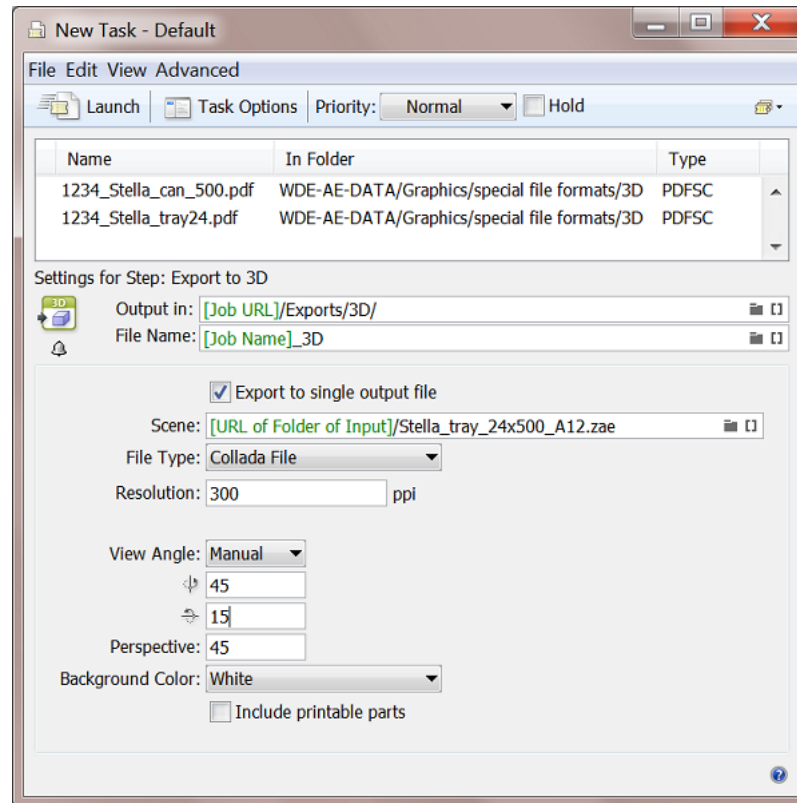 New Task - Default
File Edit View Advanced
Launch Task Options Priority: Normal Hold
Name In Folder Type
1234_Stella_can_500.pdf WDE-AE-DATA/Graphics/special file formats/3D PDFSC
1234_Stella_tray24.pdf WDE-AE-DATA/Graphics/special file formats/3D PDFSC
Settings for Step: Export to 3D
3D
Output in: [Job URL]/Exports/3D/
File Name: [Job Name]_3D
Export to single output file
Scene: [URL of Folder of Input]/Stella_tray_24x500_A12.zae
File Type: Collada File
Resolution: 300 ppi
View Angle: Manual
45
15
Perspective: 45
Background Color: White
Include printable parts